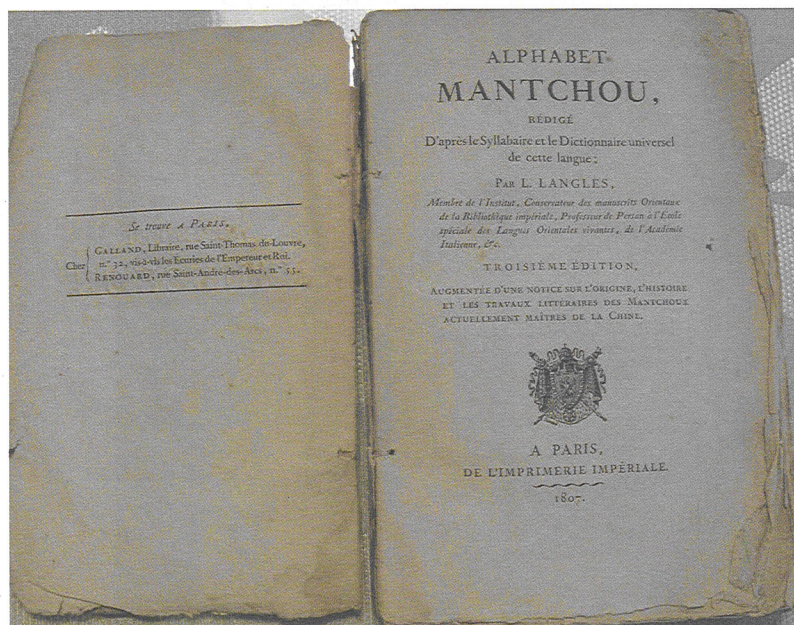 Se trouve A PARIS,
Chez
GALLAND, Libraire, rue Saint-Thomas-de-Louvre,
n.° 32, vis-à-vis les Ecuries de l'Empereur et Roi.
RENOUARD, rue Saint-André-des-Arcs, n.° 55.
ALPHABET
MANTCHOU,
RÉDIGÉ
D'après le Syllabaire et le Dictionnaire universel
de cette langue;
PAR L. LANGLES,
Membre de l'Institut, Conservateur des manuscrits Orientaux
de la Bibliothèque impériale, Professeur de Persan à l'Ecole
spéciale des Langues Orientales vivantes, de l'Académie
Italienne, &c.
TROISIÈME ÉDITION,
AUGMENTÉE D'UNE NOTICE SUR L'ORIGINE, L'HISTOIRE
ET LES TRAVAUX LITTÉRAIRES DES MANTCHOUX
ACTUELLEMENT MAÎTRES DE LA CHINE.
A PARIS,
DE L'IMPRIMERIE IMPÉRIALE.
1807.